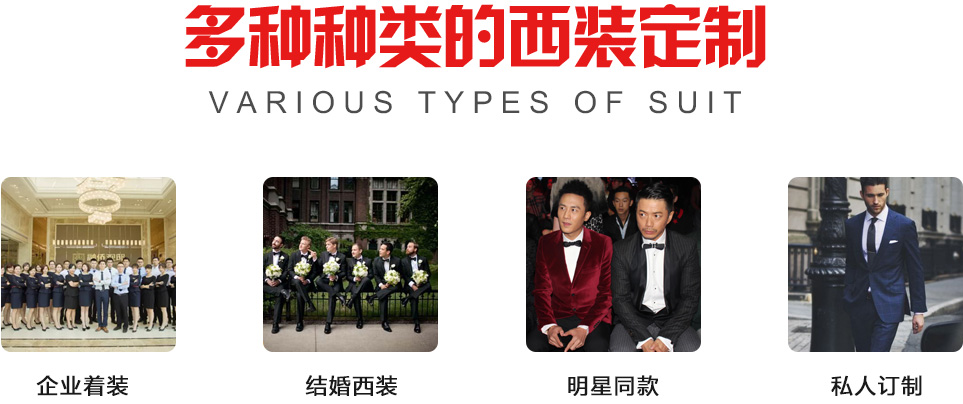 多种种类的西装定制
VARIOUS TYPES OF SUIT
企业着装
结婚西装
明星同款
私人订制